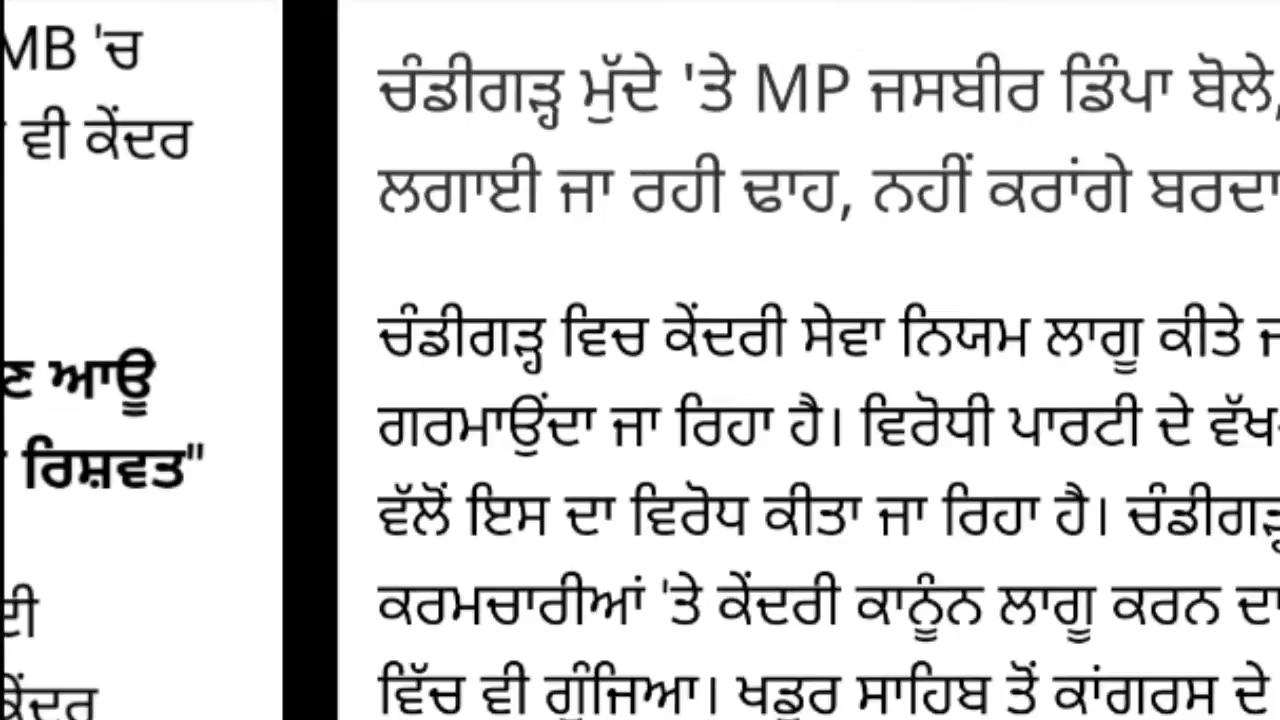 MB 'ਚ
ਵੀ ਕੇਂਦਰ
ਆਊ
ਰਿਸ਼ਵਤ"
ਕੇਂਦਰ
ਚੰਡੀਗੜ੍ਹ ਮੁੱਦੇ 'ਤੇ MP ਜਸਬੀਰ ਡਿੰਪਾ ਬੋਲੇ,
ਲਗਾਈ ਜਾ ਰਹੀ ਢਾਹ, ਨਹੀਂ ਕਰਾਂਗੇ
ਚੰਡੀਗੜ੍ਹ ਵਿਚ ਕੇਂਦਰੀ ਸੇਵਾ ਨਿਯਮ ਲਾਗੂ ਕੀਤੇ
ਗਰਮਾਉਂਦਾ ਜਾ ਰਿਹਾ ਹੈ। ਵਿਰੋਧੀ ਪਾਰਟੀ ਦੇ ਵੱਖ-
ਵੱਲੋਂ ਇਸ ਦਾ ਵਿਰੋਧ ਕੀਤਾ ਜਾ ਰਿਹਾ ਹੈ। ਚੰਡੀਗੜ੍ਹ
ਕਰਮਚਾਰੀਆਂ 'ਤੇ ਕੇਂਦਰੀ ਕਾਨੂੰਨ ਲਾਗੂ ਕਰਨ ਦਾ
ਵਿੱਚ ਵੀ ਗੂੰਜਿਆ। ਖਡੂਰ ਸਾਹਿਬ ਤੋਂ ਕਾਂਗਰਸ ਦੇ